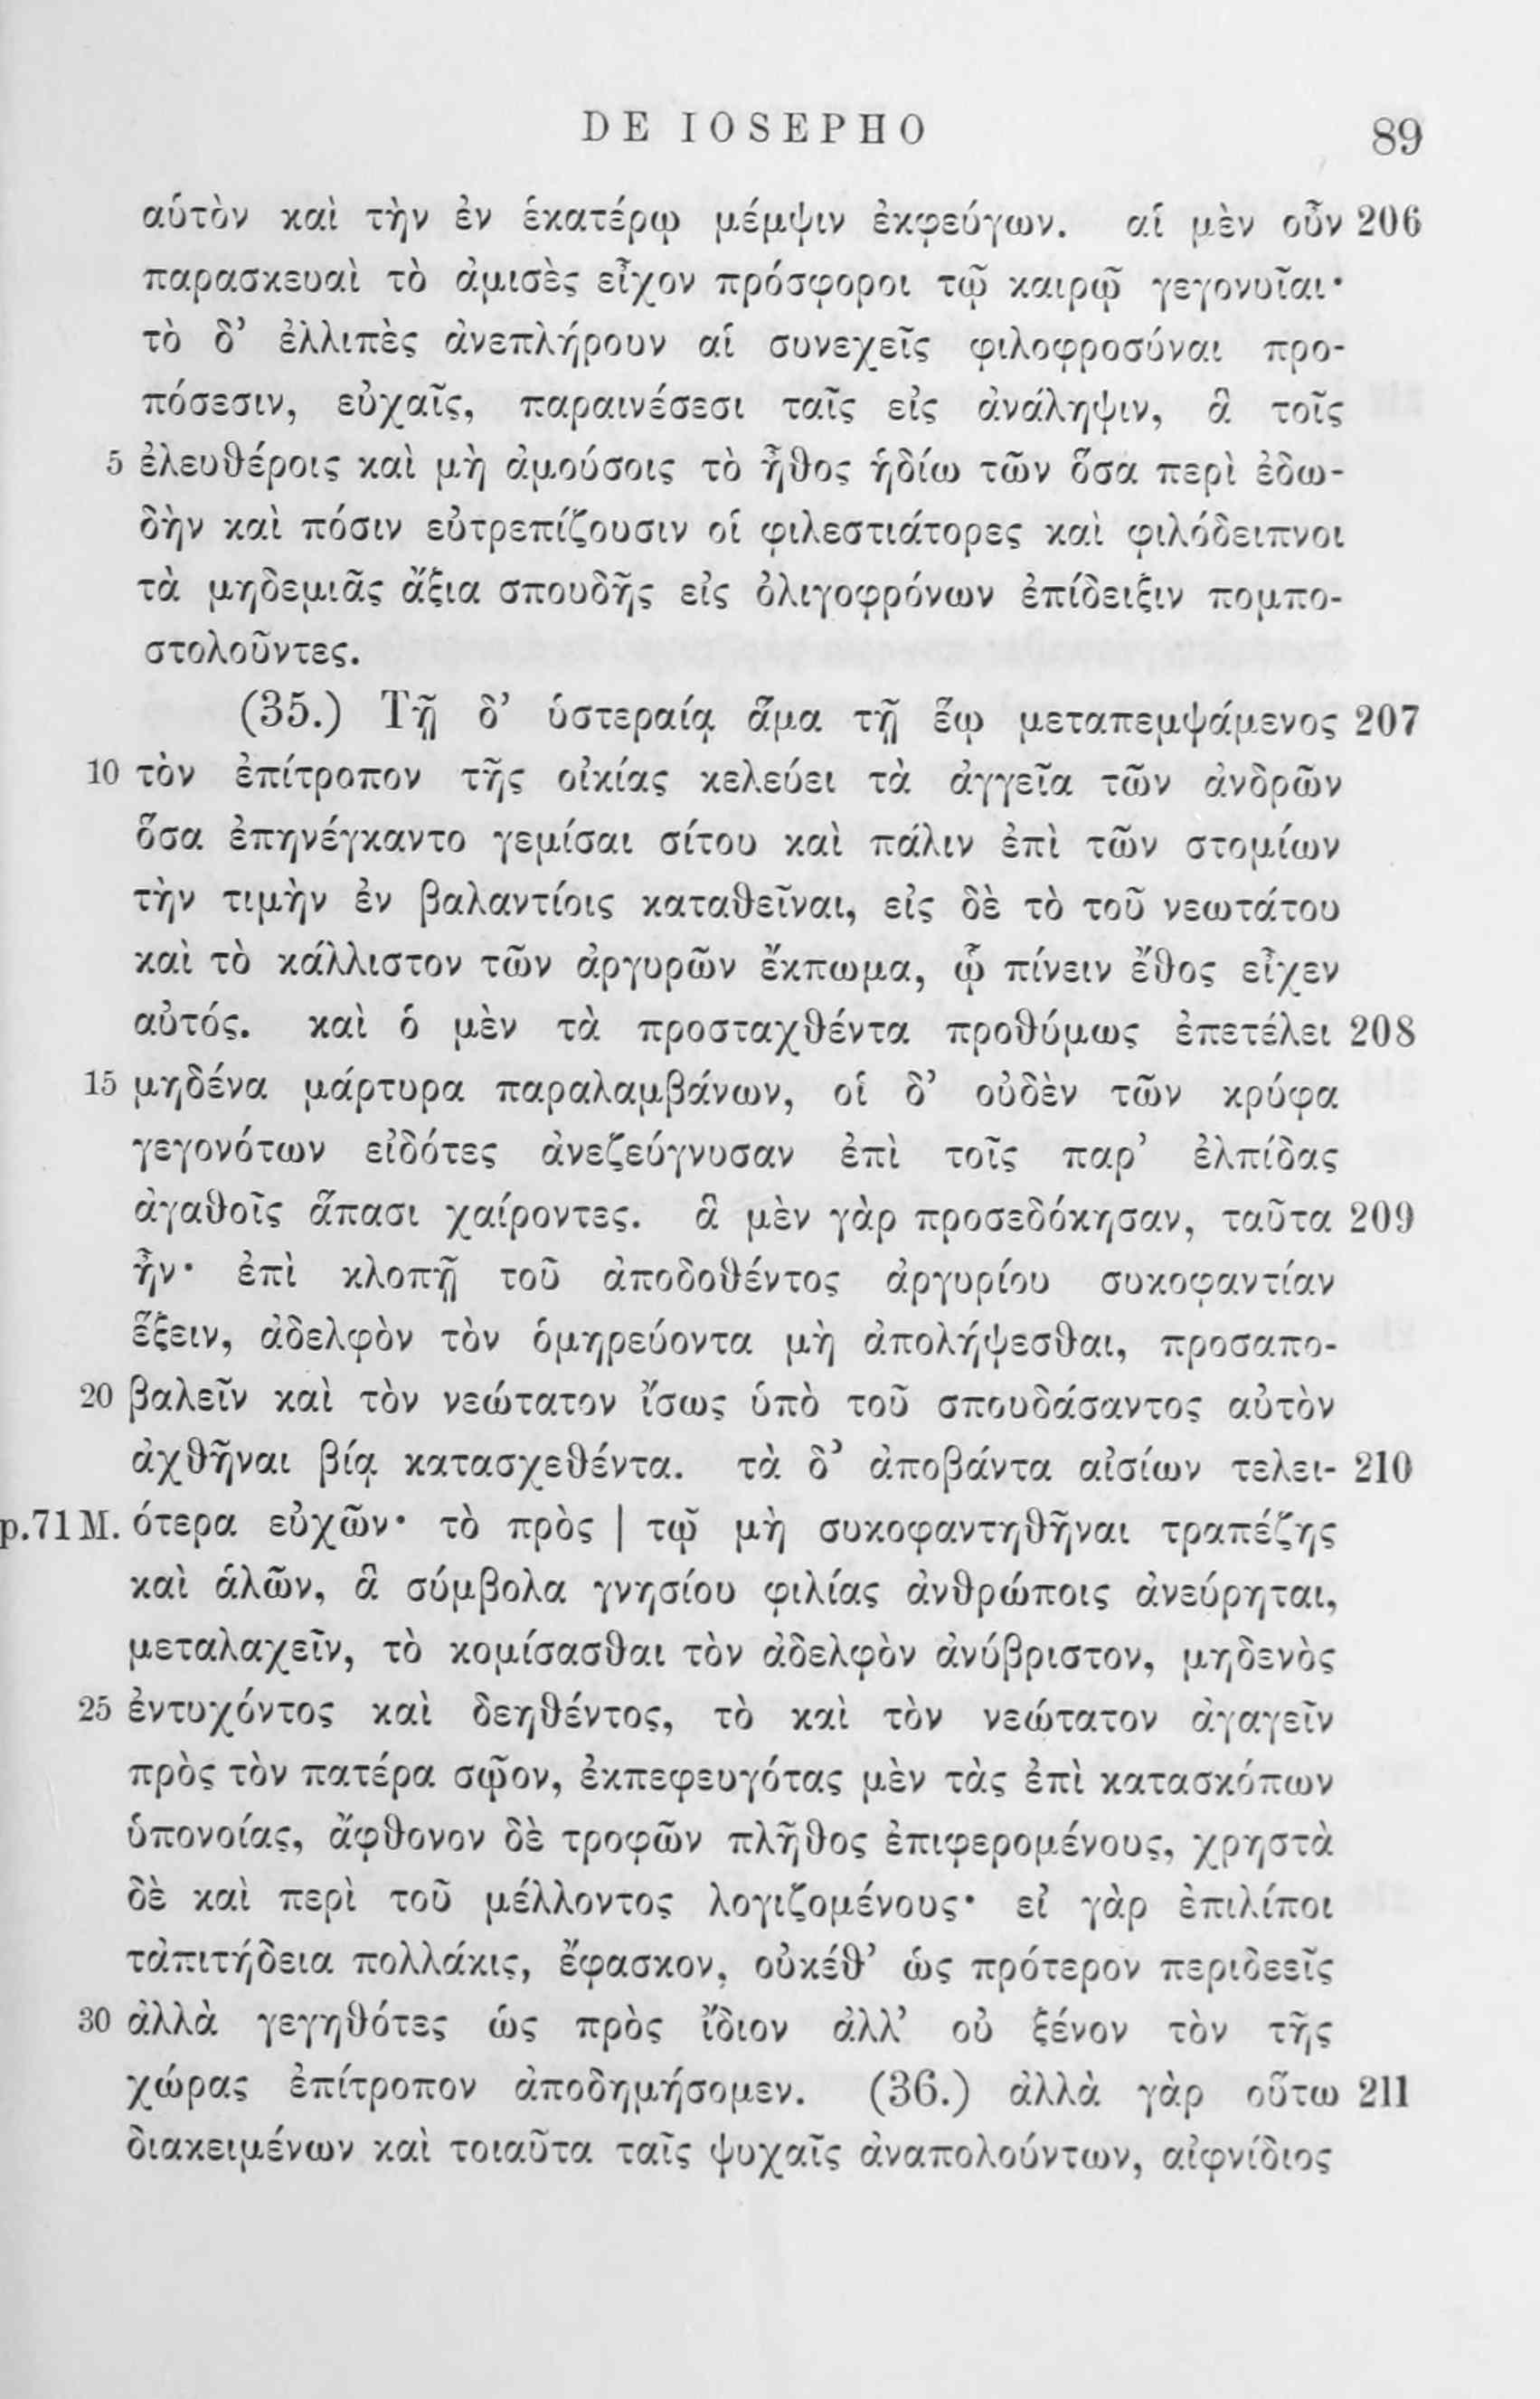 DE IOSEPHO 89
αὑτὸν καὶ τὴν ἐν ἑκατέρῳ μέμψιν ἐκφεύγων. αἱ μὲν οὖν 206
παρασκευαὶ τὸ ἀμισὲς εἶχον πρόσφοροι τῷ καιρῷ γεγονυῖαι·
τὸ δ’ ἐλλιπὲς ἀνεπλήρουν αἱ συνεχεῖς φιλοφροσύναι προ-
πόσεσιν, εὐχαῖς, παραινέσεσι ταῖς εἰς ἀνάληψιν, ἃ τοῖς
5 ἐλευθέροις καὶ μὴ ἀμούσοις τὸ ἦθος ἡδίω τῶν ὅσα περὶ ἐδω-
δὴν καὶ πόσιν εὐτρεπίζουσιν οἱ φιλεστιάτορες καὶ φιλόδειπνοι
τὰ μηδεμιᾶς ἄξια σπουδῆς εἰς ὀλιγοφρόνων ἐπίδειξιν πομπο-
στολοῦντες.
(35.) Τῇ δ’ ὑστεραίᾳ ἅμα τῇ ἕῳ μεταπεμψάμενος 207
10 τὸν ἐπίτροπον τῆς οἰκίας κελεύει τὰ ἀγγεῖα τῶν ἀνδρῶν
ὅσα ἐπηνέγκαντο γεμίσαι σίτου καὶ πάλιν ἐπὶ τῶν στομίων
τὴν τιμὴν ἐν βαλαντίοις καταθεῖναι, εἰς δὲ τὸ τοῦ νεωτάτου
καὶ τὸ κάλλιστον τῶν ἀργυρῶν ἔκπωμα, ᾧ πίνειν ἔθος εἶχεν
αὐτός. καὶ ὁ μὲν τὰ προσταχθέντα προθύμως ἐπετέλει 208
15 μηδένα μάρτυρα παραλαμβάνων, οἱ δ’ οὐδὲν τῶν κρύφα
γεγονότων εἰδότες ἀνεζεύγνυσαν ἐπὶ τοῖς παρ’ ἐλπίδας
ἀγαθοῖς ἅπασι χαίροντες. ἃ μὲν γὰρ προσεδόκησαν, ταῦτα 209
ἦν· ἐπὶ κλοπῇ τοῦ ἀποδοθέντος ἀργυρίου συκοφαντίαν
ἕξειν, ἀδελφὸν τὸν ὁμηρεύοντα μὴ ἀπολήψεσθαι, προσαπο-
20 βαλεῖν καὶ τὸν νεώτατον ἴσως ὑπὸ τοῦ σπουδάσαντος αὐτὸν
ἀχθῆναι βίᾳ κατασχεθέντα. τὰ δ’ ἀποβάντα αἰσίων τελει- 210
p.71 M. ότερα εὐχῶν· τὸ πρὸς | τῷ μὴ συκοφαντηθῆναι τραπέζης
καὶ ἁλῶν, ἃ σύμβολα γνησίου φιλίας ἀνθρώποις ἀνεύρηται,
μεταλαχεῖν, τὸ κομίσασθαι τὸν ἀδελφὸν ἀνύβριστον, μηδενὸς
25 ἐντυχόντος καὶ δεηθέντος, τὸ καὶ τὸν νεώτατον ἀγαγεῖν
πρὸς τὸν πατέρα σῷον, ἐκπεφευγότας μὲν τὰς ἐπὶ κατασκόπων
ὑπονοίας, ἄφθονον δὲ τροφῶν πλῆθος ἐπιφερομένους, χρηστὰ
δὲ καὶ περὶ τοῦ μέλλοντος λογιζομένους· εἰ γὰρ ἐπιλίποι
τἀπιτήδεια πολλάκις, ἔφασκον, οὐκέθ’ ὡς πρότερον περιδεεῖς
30 ἀλλὰ γεγηθότες ὡς πρὸς ἴδιον ἀλλ’ οὐ ξένον τὸν τῆς
χώρας ἐπίτροπον ἀποδημήσομεν. (36.) ἀλλὰ γὰρ οὕτω 211
διακειμένων καὶ τοιαῦτα ταῖς ψυχαῖς ἀναπολούντων, αἰφνίδιος